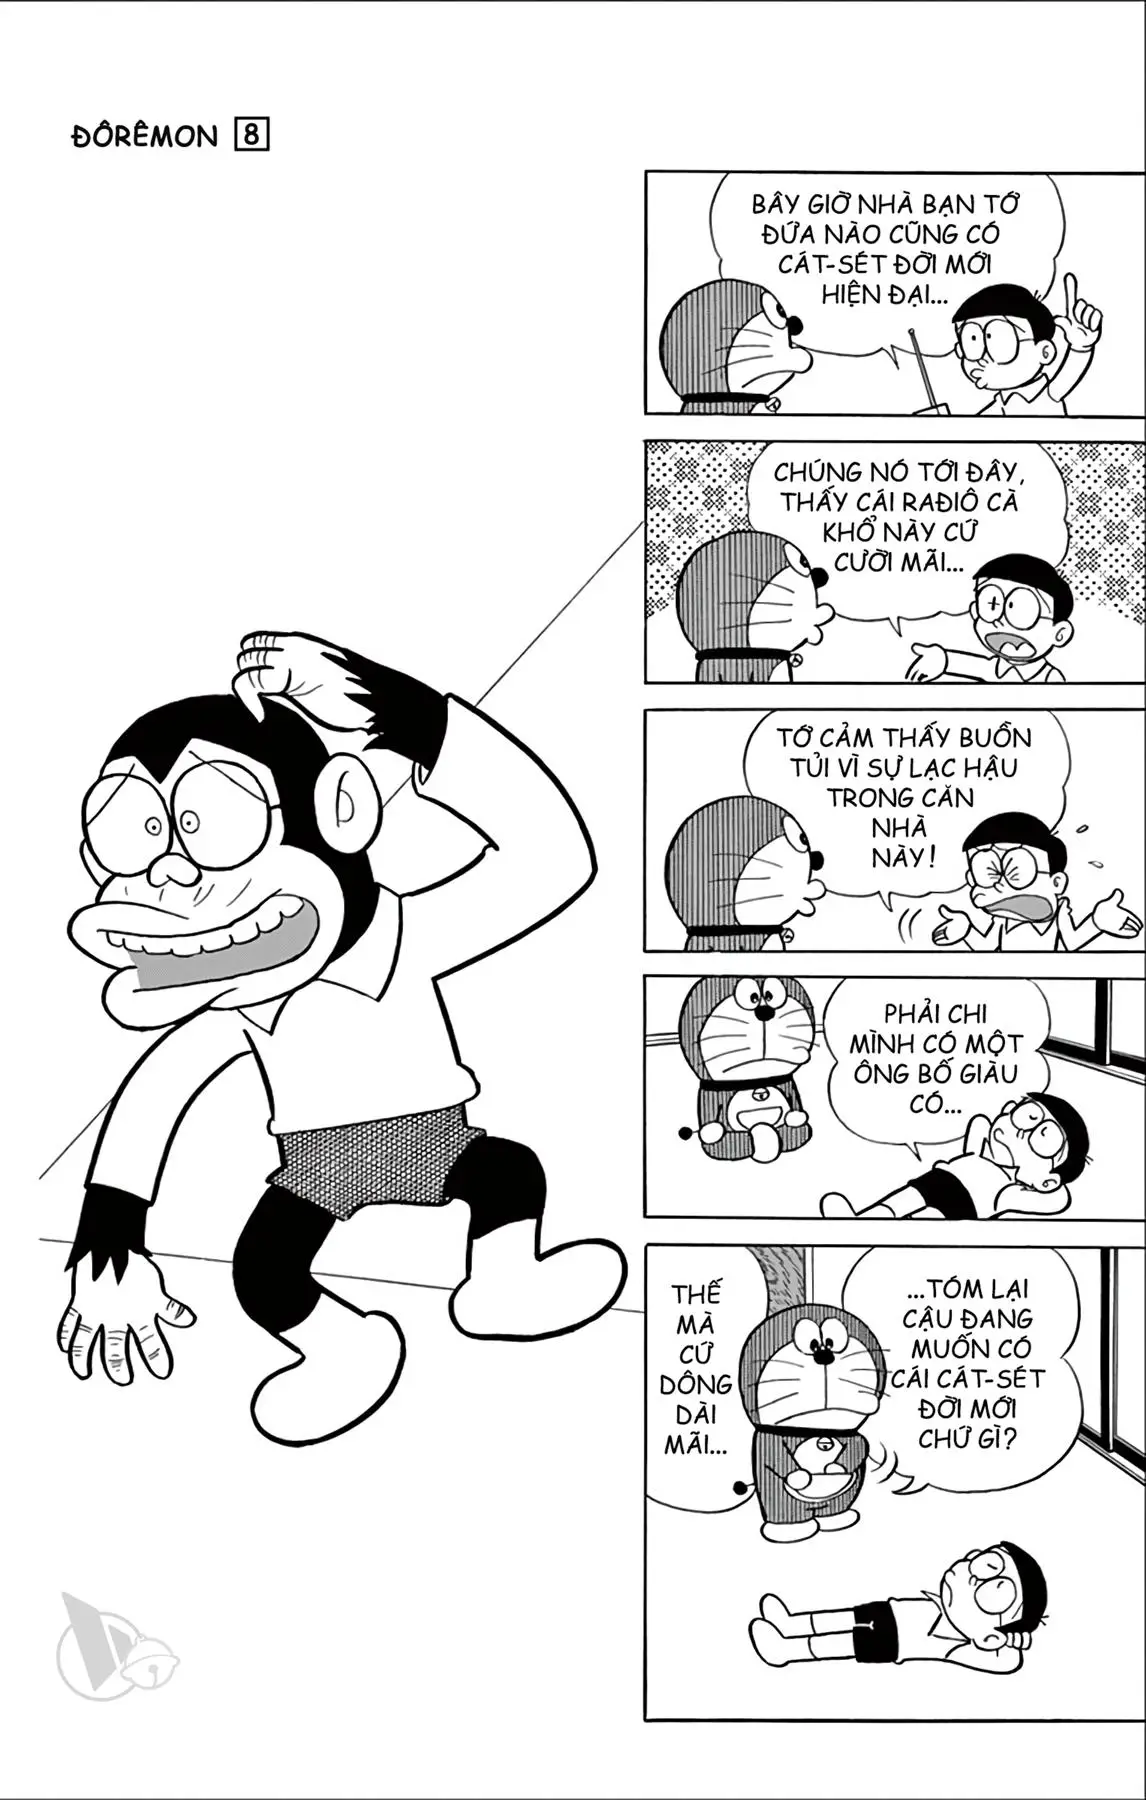 ĐÔRÊMON 8
BÂY GIỜ NHÀ BẠN TỚ
ĐỨA NÀO CŨNG CÓ
CÁT-SÉT ĐỜI MỚI
HIỆN ĐẠI...
CHÚNG NÓ TỚI ĐÂY,
THẤY CÁI RAĐIÔ CÀ
KHỔ NÀY CỨ
CƯỜI MÃI...
TỚ CẢM THẤY BUỒN
TỦI VÌ SỰ LẠC HẬU
TRONG CĂN
NHÀ
NÀY!
PHẢI CHI
MÌNH CÓ MỘT
ÔNG BỐ GIÀU
CÓ...
...TÓM LẠI
CẬU ĐANG
MUỐN CÓ
CÁI CÁT-SÉT
ĐỜI MỚI
CHỨ GÌ?
THẾ
MÀ
CỨ
DÔNG
DÀI
MÃI...